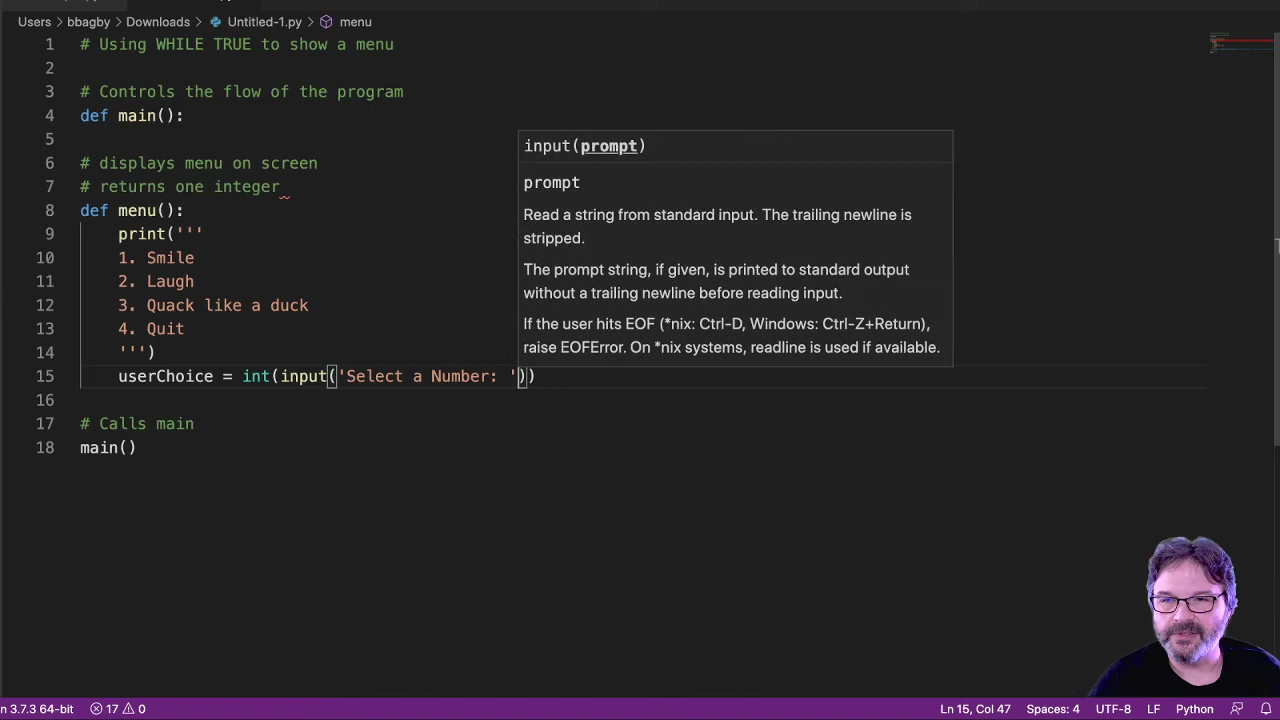 Users > bbagby > Downloads > Untitled-1.py > menu
1 # Using WHILE TRUE to show a menu
2
3 # Controls the flow of the program
4 def main():
5
6 # displays menu on screen
7 # returns one integer
8 def menu():
9 print('''
10 1. Smile
11 2. Laugh
12 3. Quack like a duck
13 4. Quit
14 ''')
15 userChoice = int(input('Select a Number: '))
16
17 # Calls main
18 main()
input(prompt)
prompt
Read a string from standard input. The trailing newline is
stripped.
The prompt string, if given, is printed to standard output
without a trailing newline before reading input.
If the user hits EOF (*nix: Ctrl-D, Windows: Ctrl-Z+Return),
raise EOFError. On *nix systems, readline is used if available.
n 3.7.3 64-bit 17 0 Ln 15, Col 47 Spaces: 4 UTF-8 LF Python